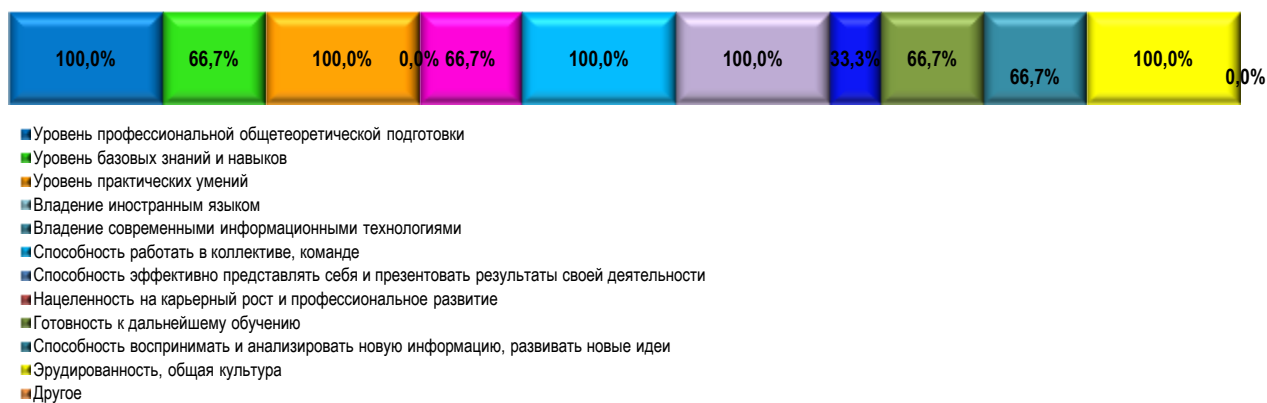 100,0% 66,7% 100,0% 0,0% 66,7% 100,0% 100,0% 33,3% 66,7% 66,7% 100,0% 0,0%
Уровень профессиональной общетеоретической подготовки
Уровень базовых знаний и навыков
Уровень практических умений
Владение иностранным языком
Владение современными информационными технологиями
Способность работать в коллективе, команде
Способность эффективно представлять себя и презентовать результаты своей деятельности
Нацеленность на карьерный рост и профессиональное развитие
Готовность к дальнейшему обучению
Способность воспринимать и анализировать новую информацию, развивать новые идеи
Эрудированность, общая культура
Другое